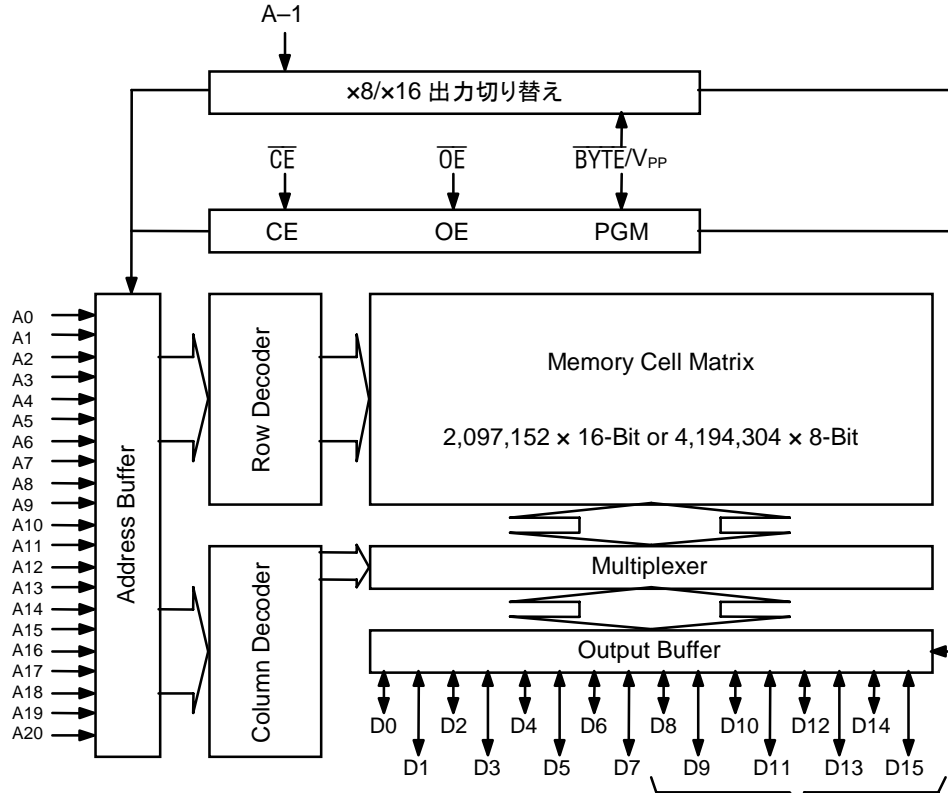 A–1
×8/×16 出力切り替え
CE OE BYTE/VPP
CE OE PGM
A0
A1
A2
A3
A4
A5
A6
A7
A8
A9
A10
A11
A12
A13
A14
A15
A16
A17
A18
A19
A20
Address Buffer
Row Decoder
Column Decoder
Memory Cell Matrix
2,097,152 × 16-Bit or 4,194,304 × 8-Bit
Multiplexer
Output Buffer
D0 D2 D4 D6 D8 D10 D12 D14
D1 D3 D5 D7 D9 D11 D13 D15